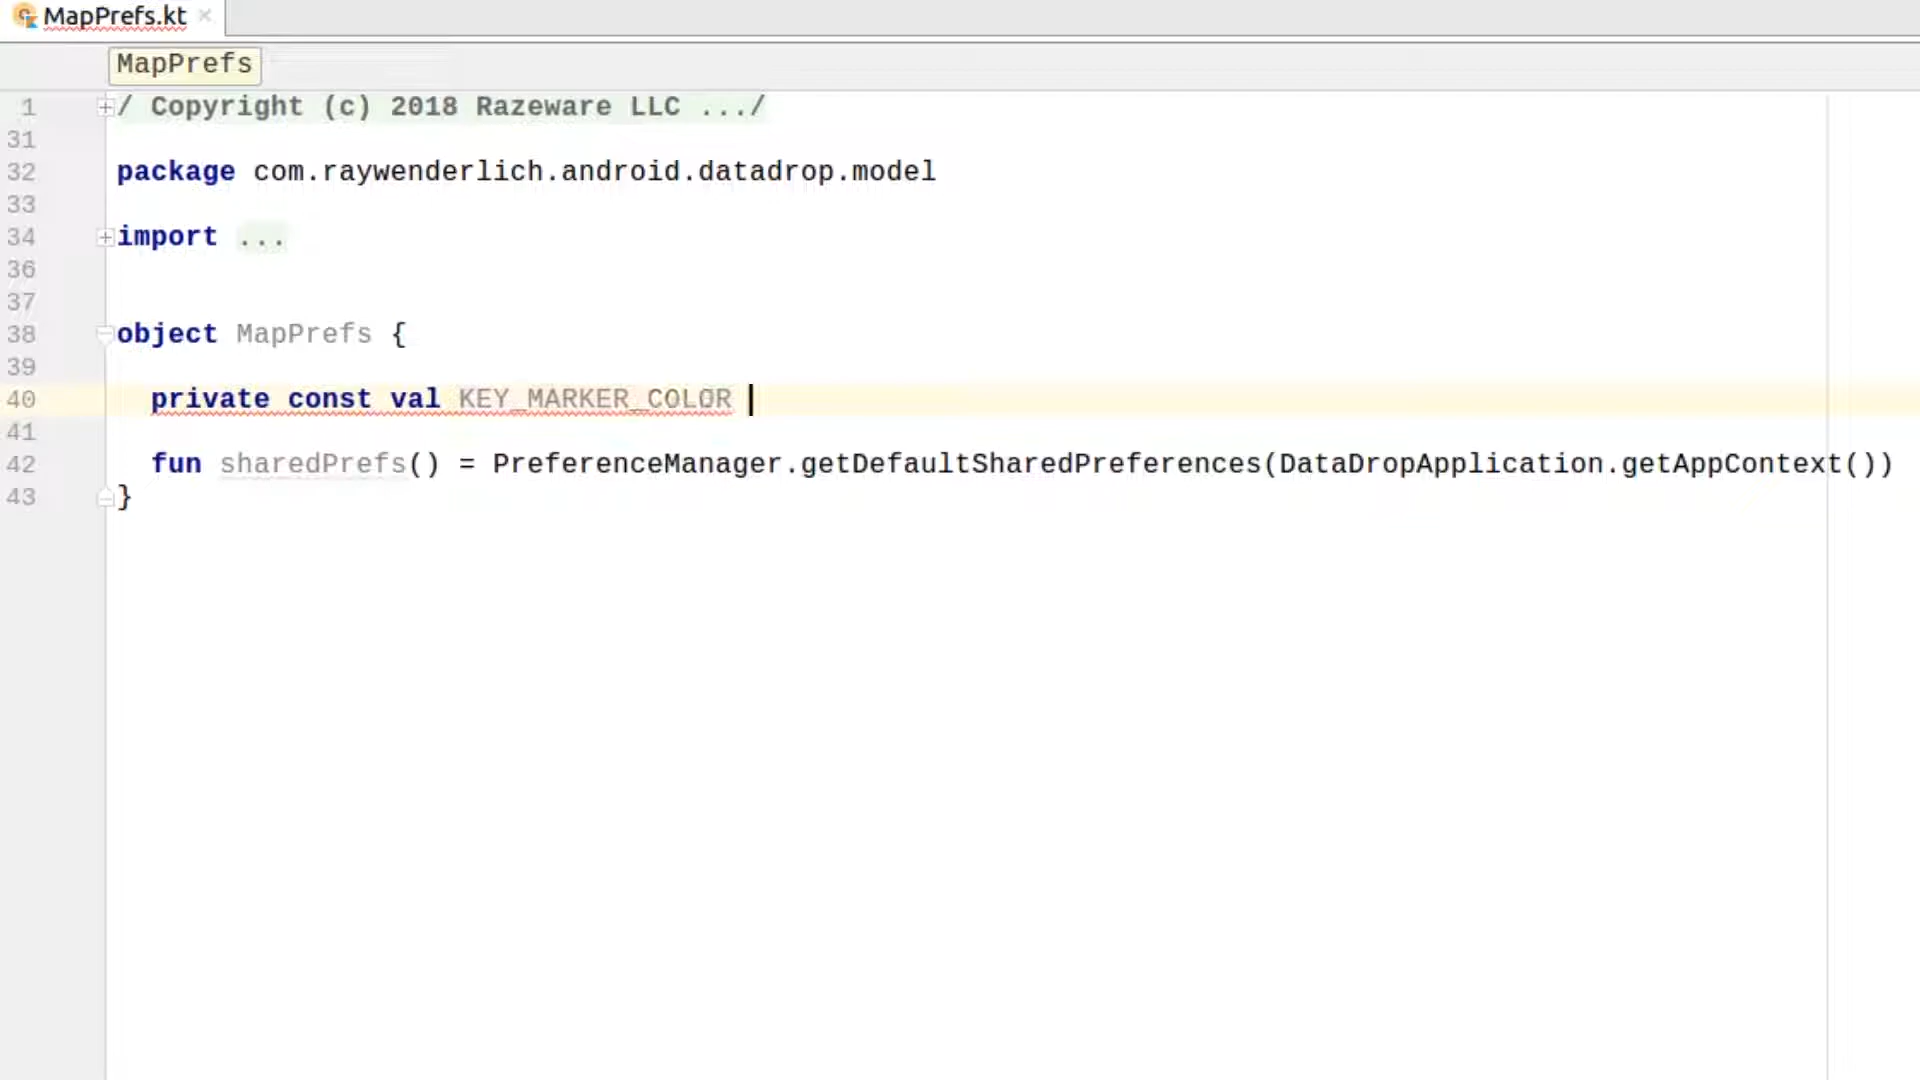 MapPrefs.kt
MapPrefs
1 / Copyright (c) 2018 Razeware LLC .../
31
32 package com.raywenderlich.android.datadrop.model
33
34 import ...
36
37
38 object MapPrefs {
39
40 private const val KEY_MARKER_COLOR
41
42 fun sharedPrefs() = PreferenceManager.getDefaultSharedPreferences(DataDropApplication.getAppContext())
43 }